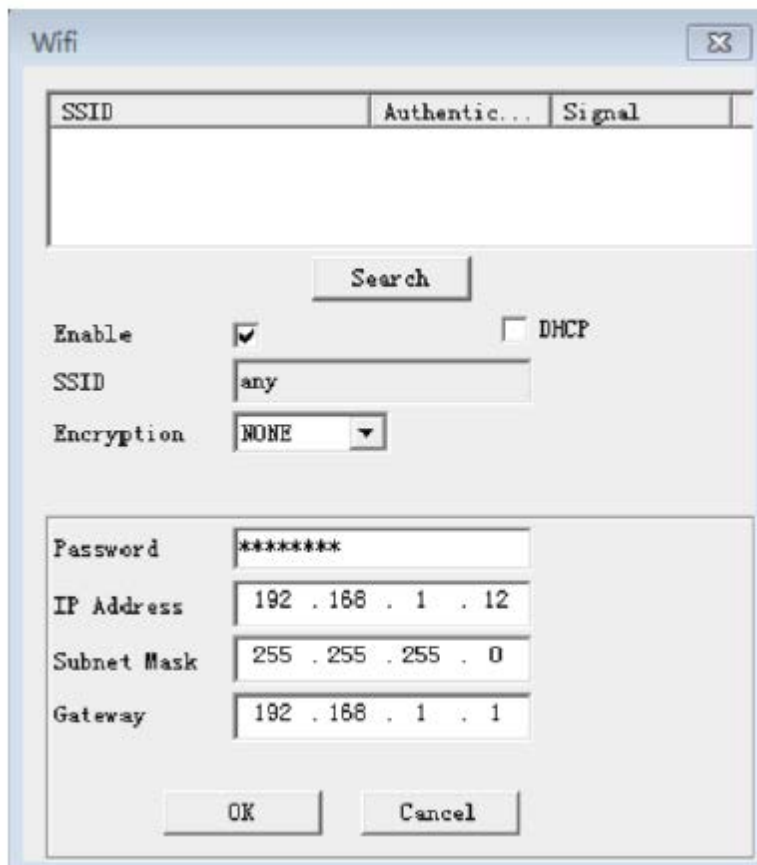 Wifi
SSID Authentic... Signal
Search
Enable DHCP
SSID any
Encryption NONE
Password ********
IP Address 192 . 168 . 1 . 12
Subnet Mask 255 . 255 . 255 . 0
Gateway 192 . 168 . 1 . 1
OK Cancel